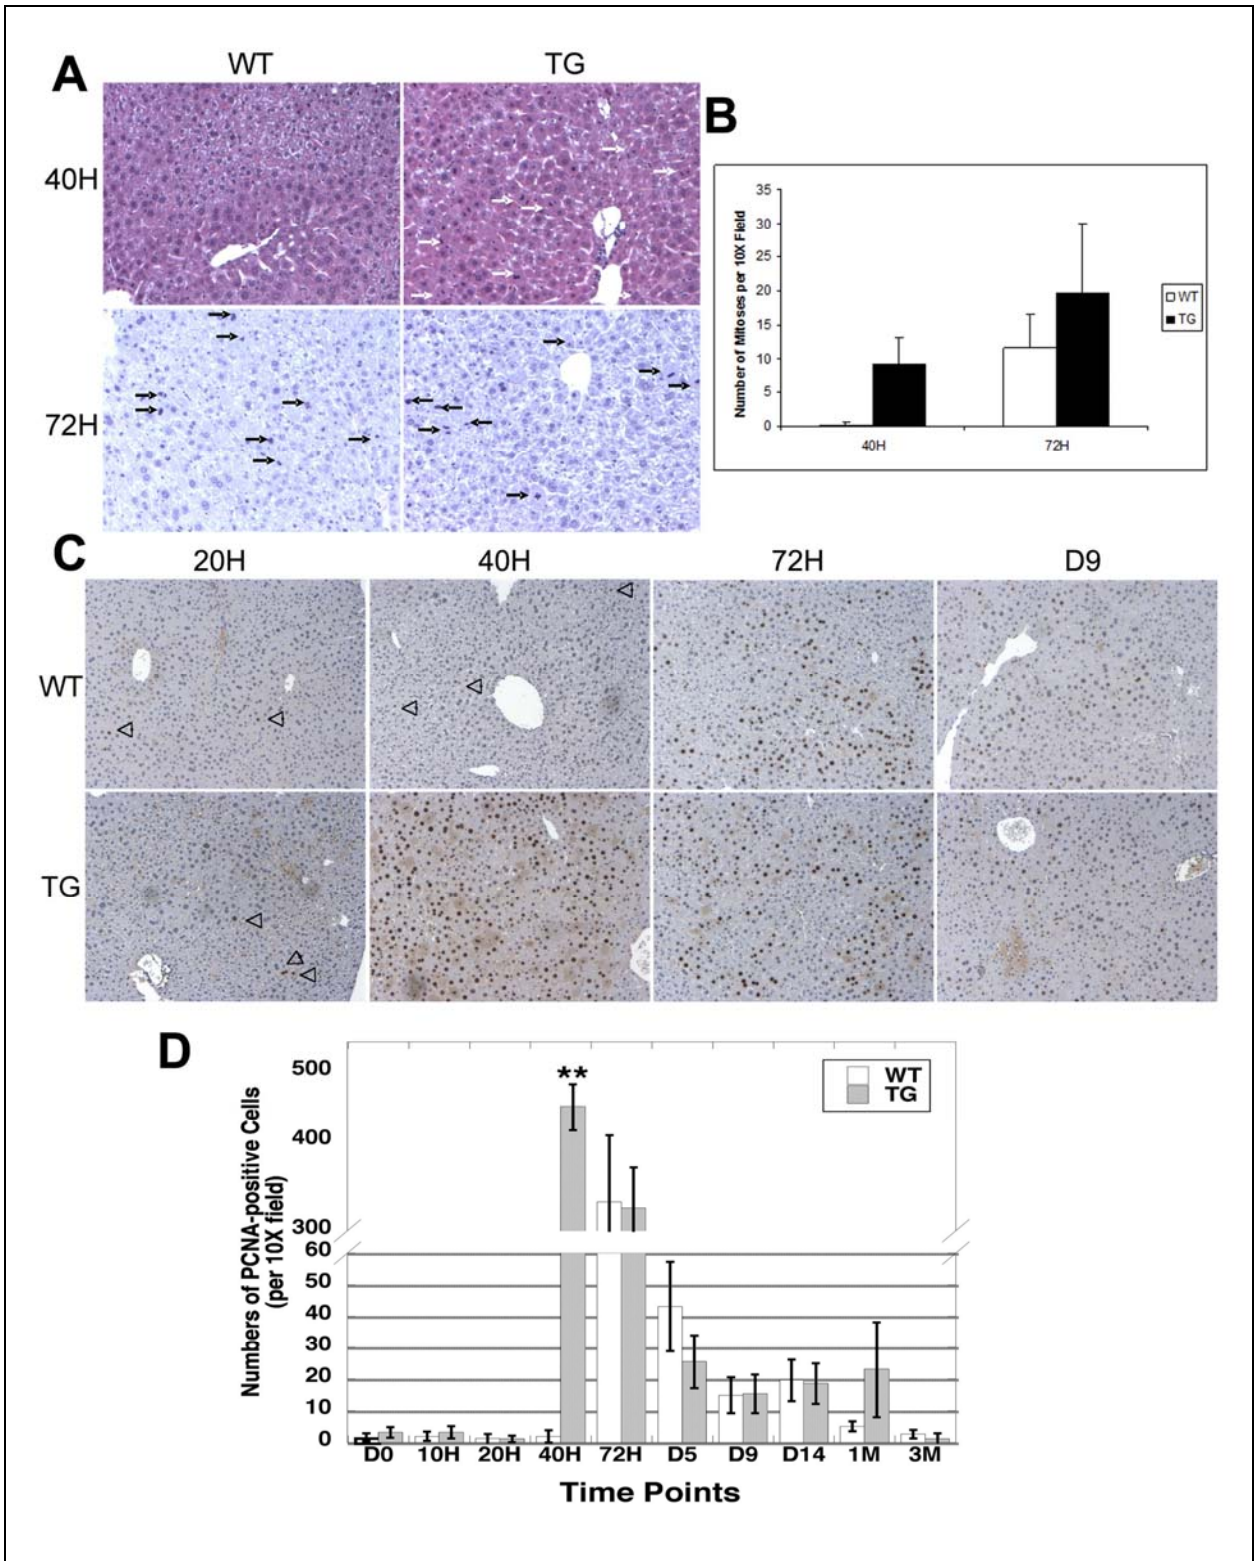 A
WT
TG
40H
72H
B
Number of Mitoses per 10X Field
35
30
25
20
15
10
5
0
40H
72H
WT
TG
C
20H
40H
72H
D9
WT
TG
D
Numbers of PCNA-positive Cells
(per 10X field)
500
400
300
60
50
40
30
20
10
0
**
WT
TG
D0 10H 20H 40H 72H D5 D9 D14 1M 3M
Time Points